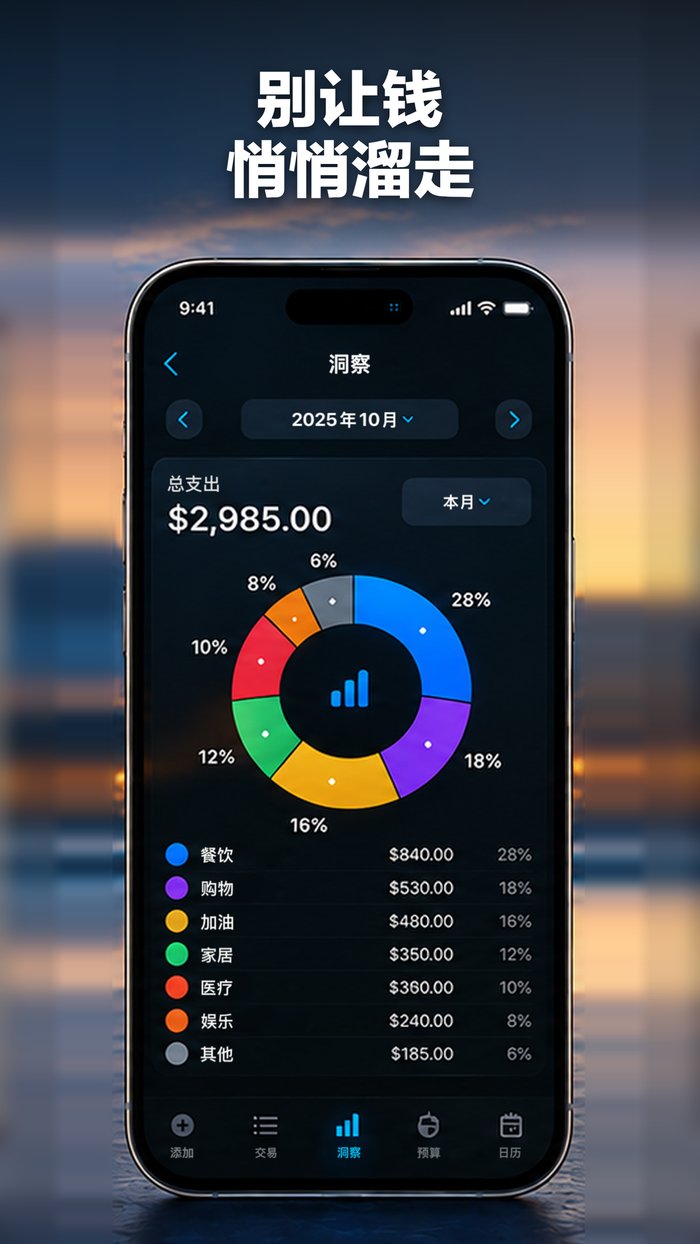 别让钱
悄悄溜走
9:41
洞察
2025年10月
总支出
$2,985.00
本月
6%
8%
28%
10%
12%
18%
16%
餐饮 $840.00 28%
购物 $530.00 18%
加油 $480.00 16%
家居 $350.00 12%
医疗 $360.00 10%
娱乐 $240.00 8%
其他 $185.00 6%
添加 交易 洞察 预算 日历